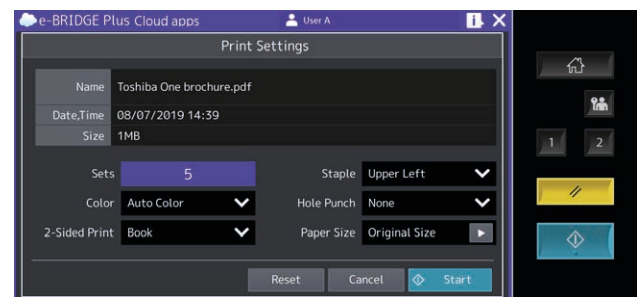 e-BRIDGE Plus Cloud apps User A i X
Print Settings
Name Toshiba One brochure.pdf
Date,Time 08/07/2019 14:39
Size 1MB
Sets 5 Staple Upper Left
Color Auto Color Hole Punch None
2-Sided Print Book Paper Size Original Size
Reset Cancel Start
1 2